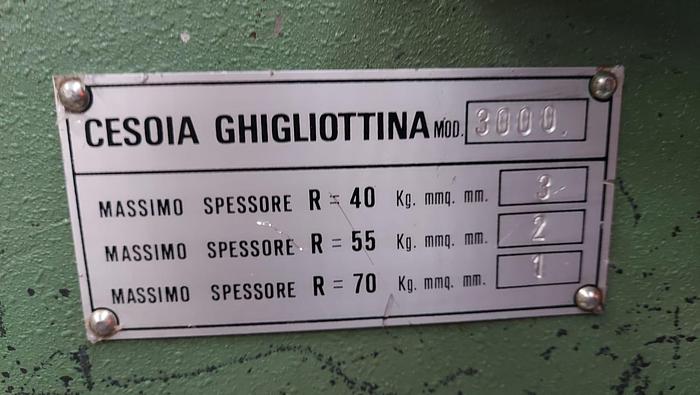 CESOIA GHIGLIOTTINA MOD. 3000
MASSIMO SPESSORE R = 40 Kg. mmq. mm. 3
MASSIMO SPESSORE R = 55 Kg. mmq. mm. 2
MASSIMO SPESSORE R = 70 Kg. mmq. mm. 1